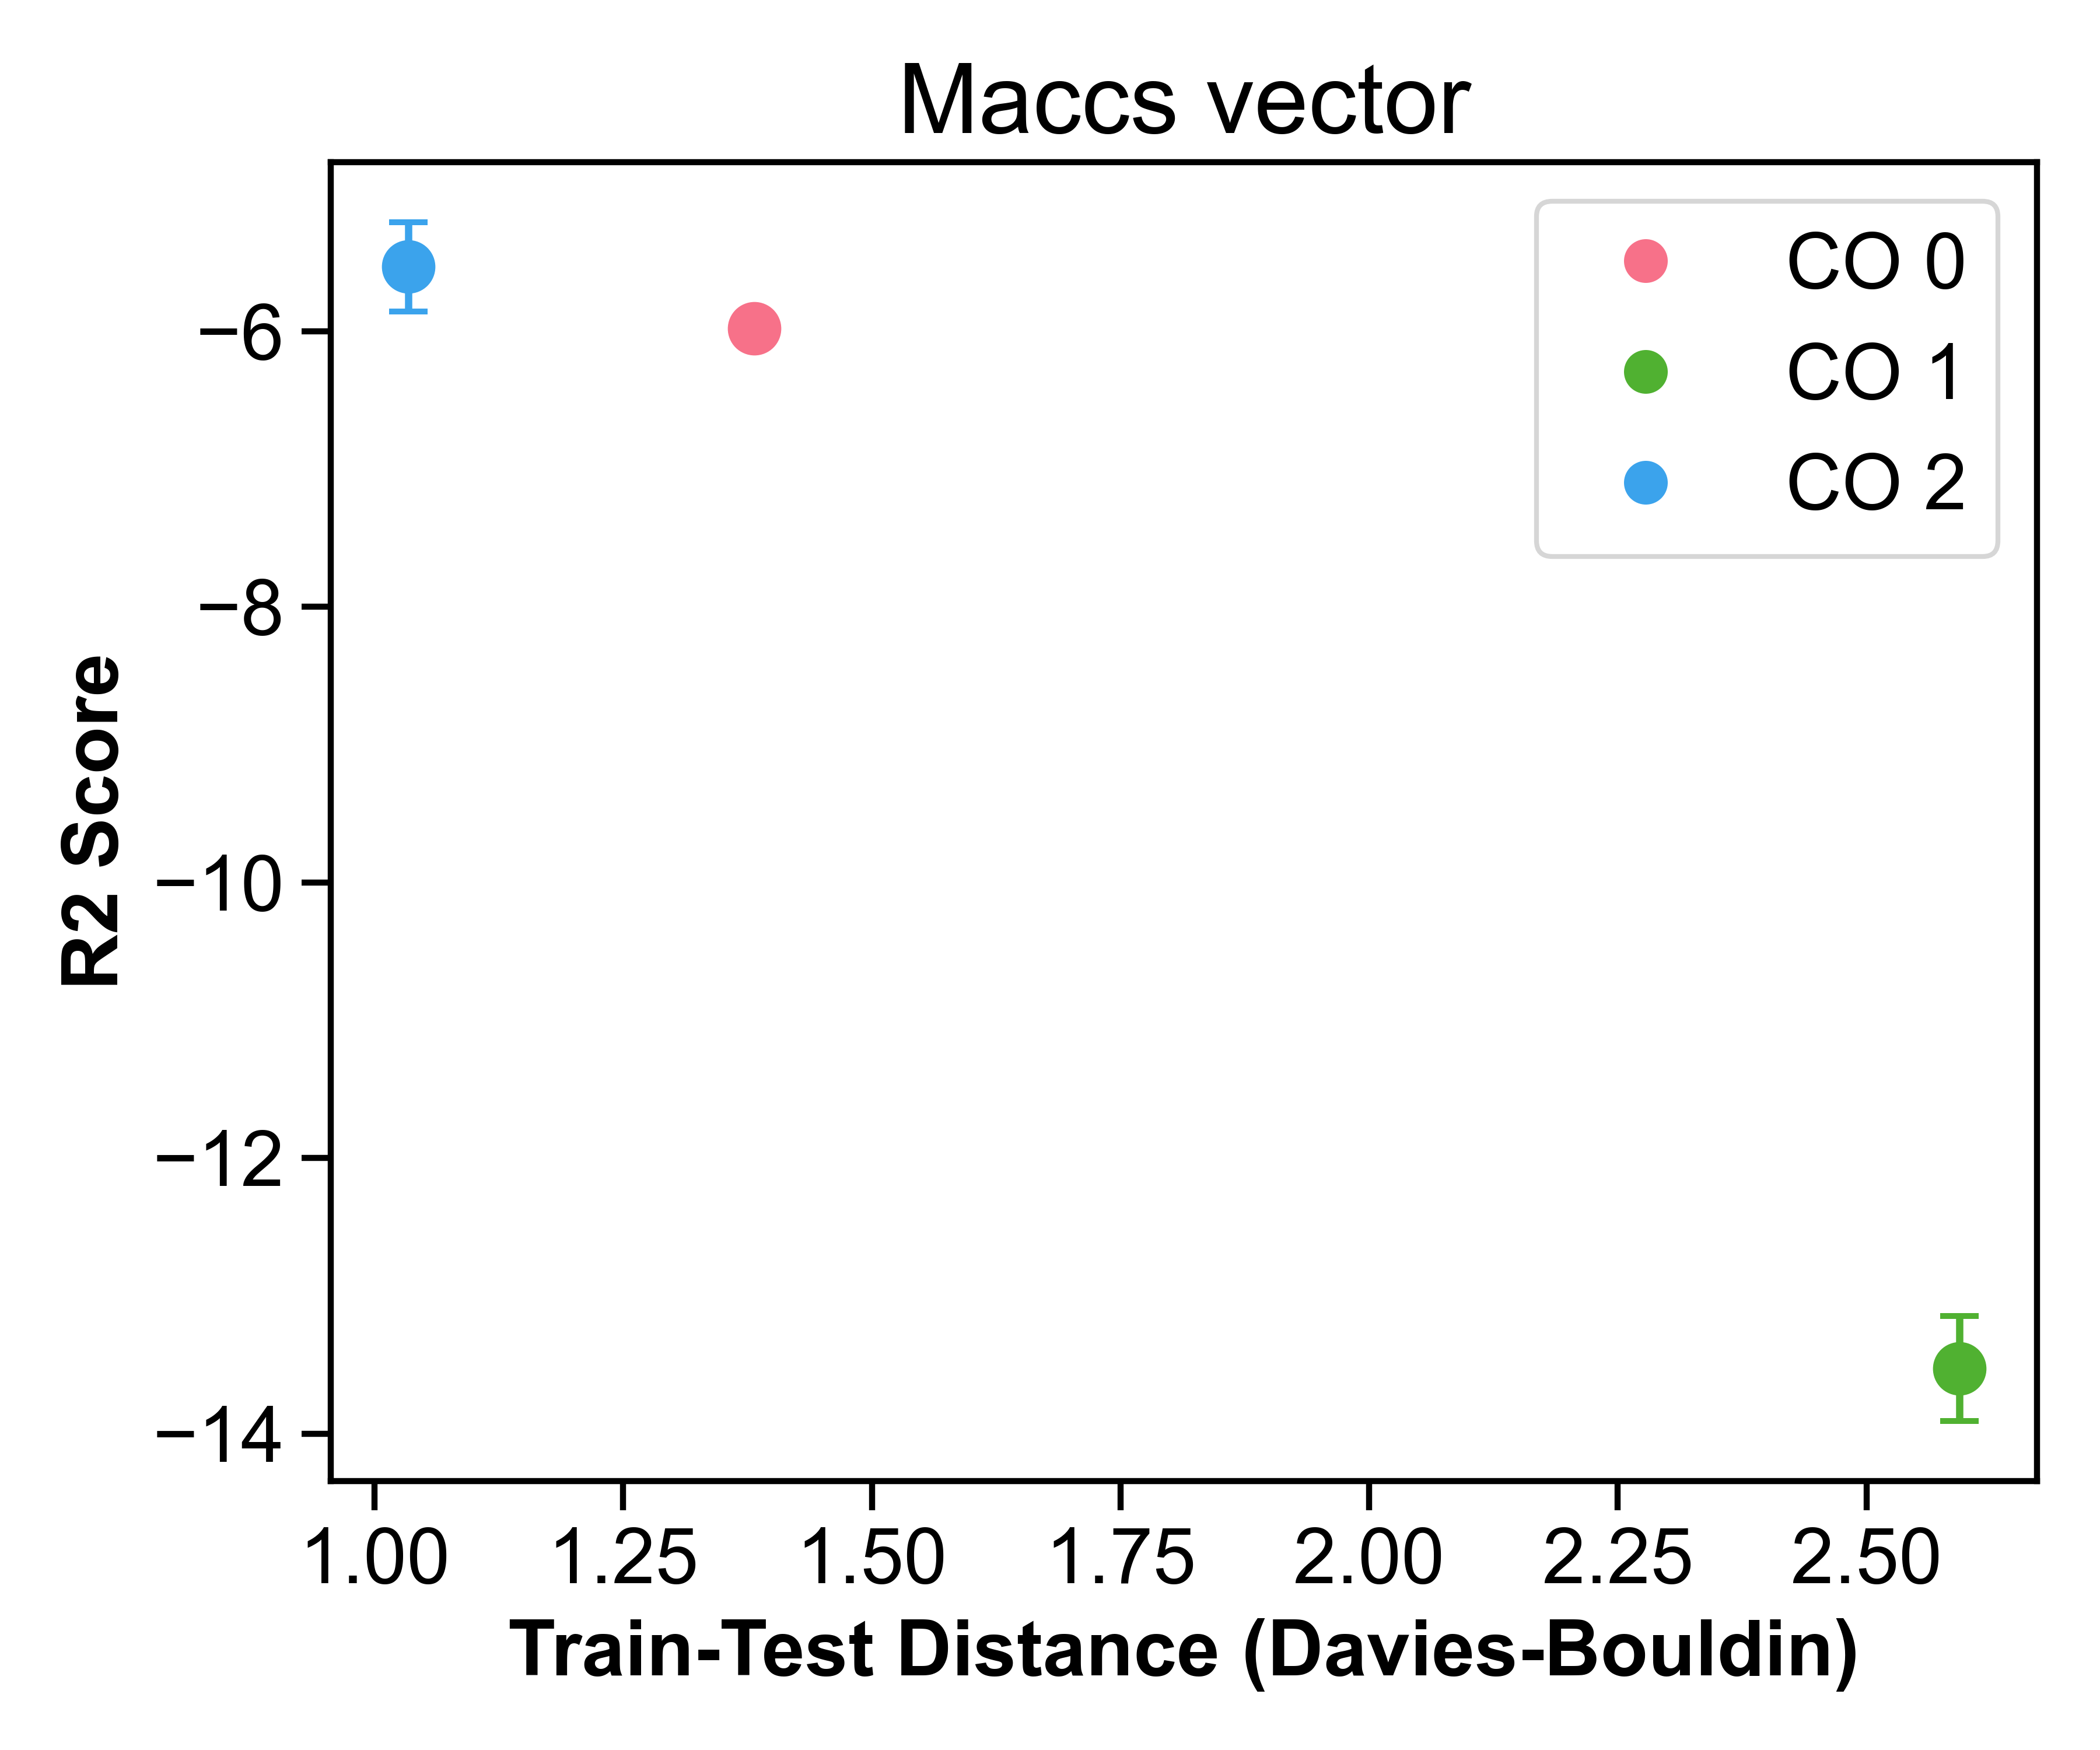 Maccs vector
CO 0
CO 1
CO 2
−6
−8
−10
−12
−14
R2 Score
1.00 1.25 1.50 1.75 2.00 2.25 2.50
Train-Test Distance (Davies-Bouldin)